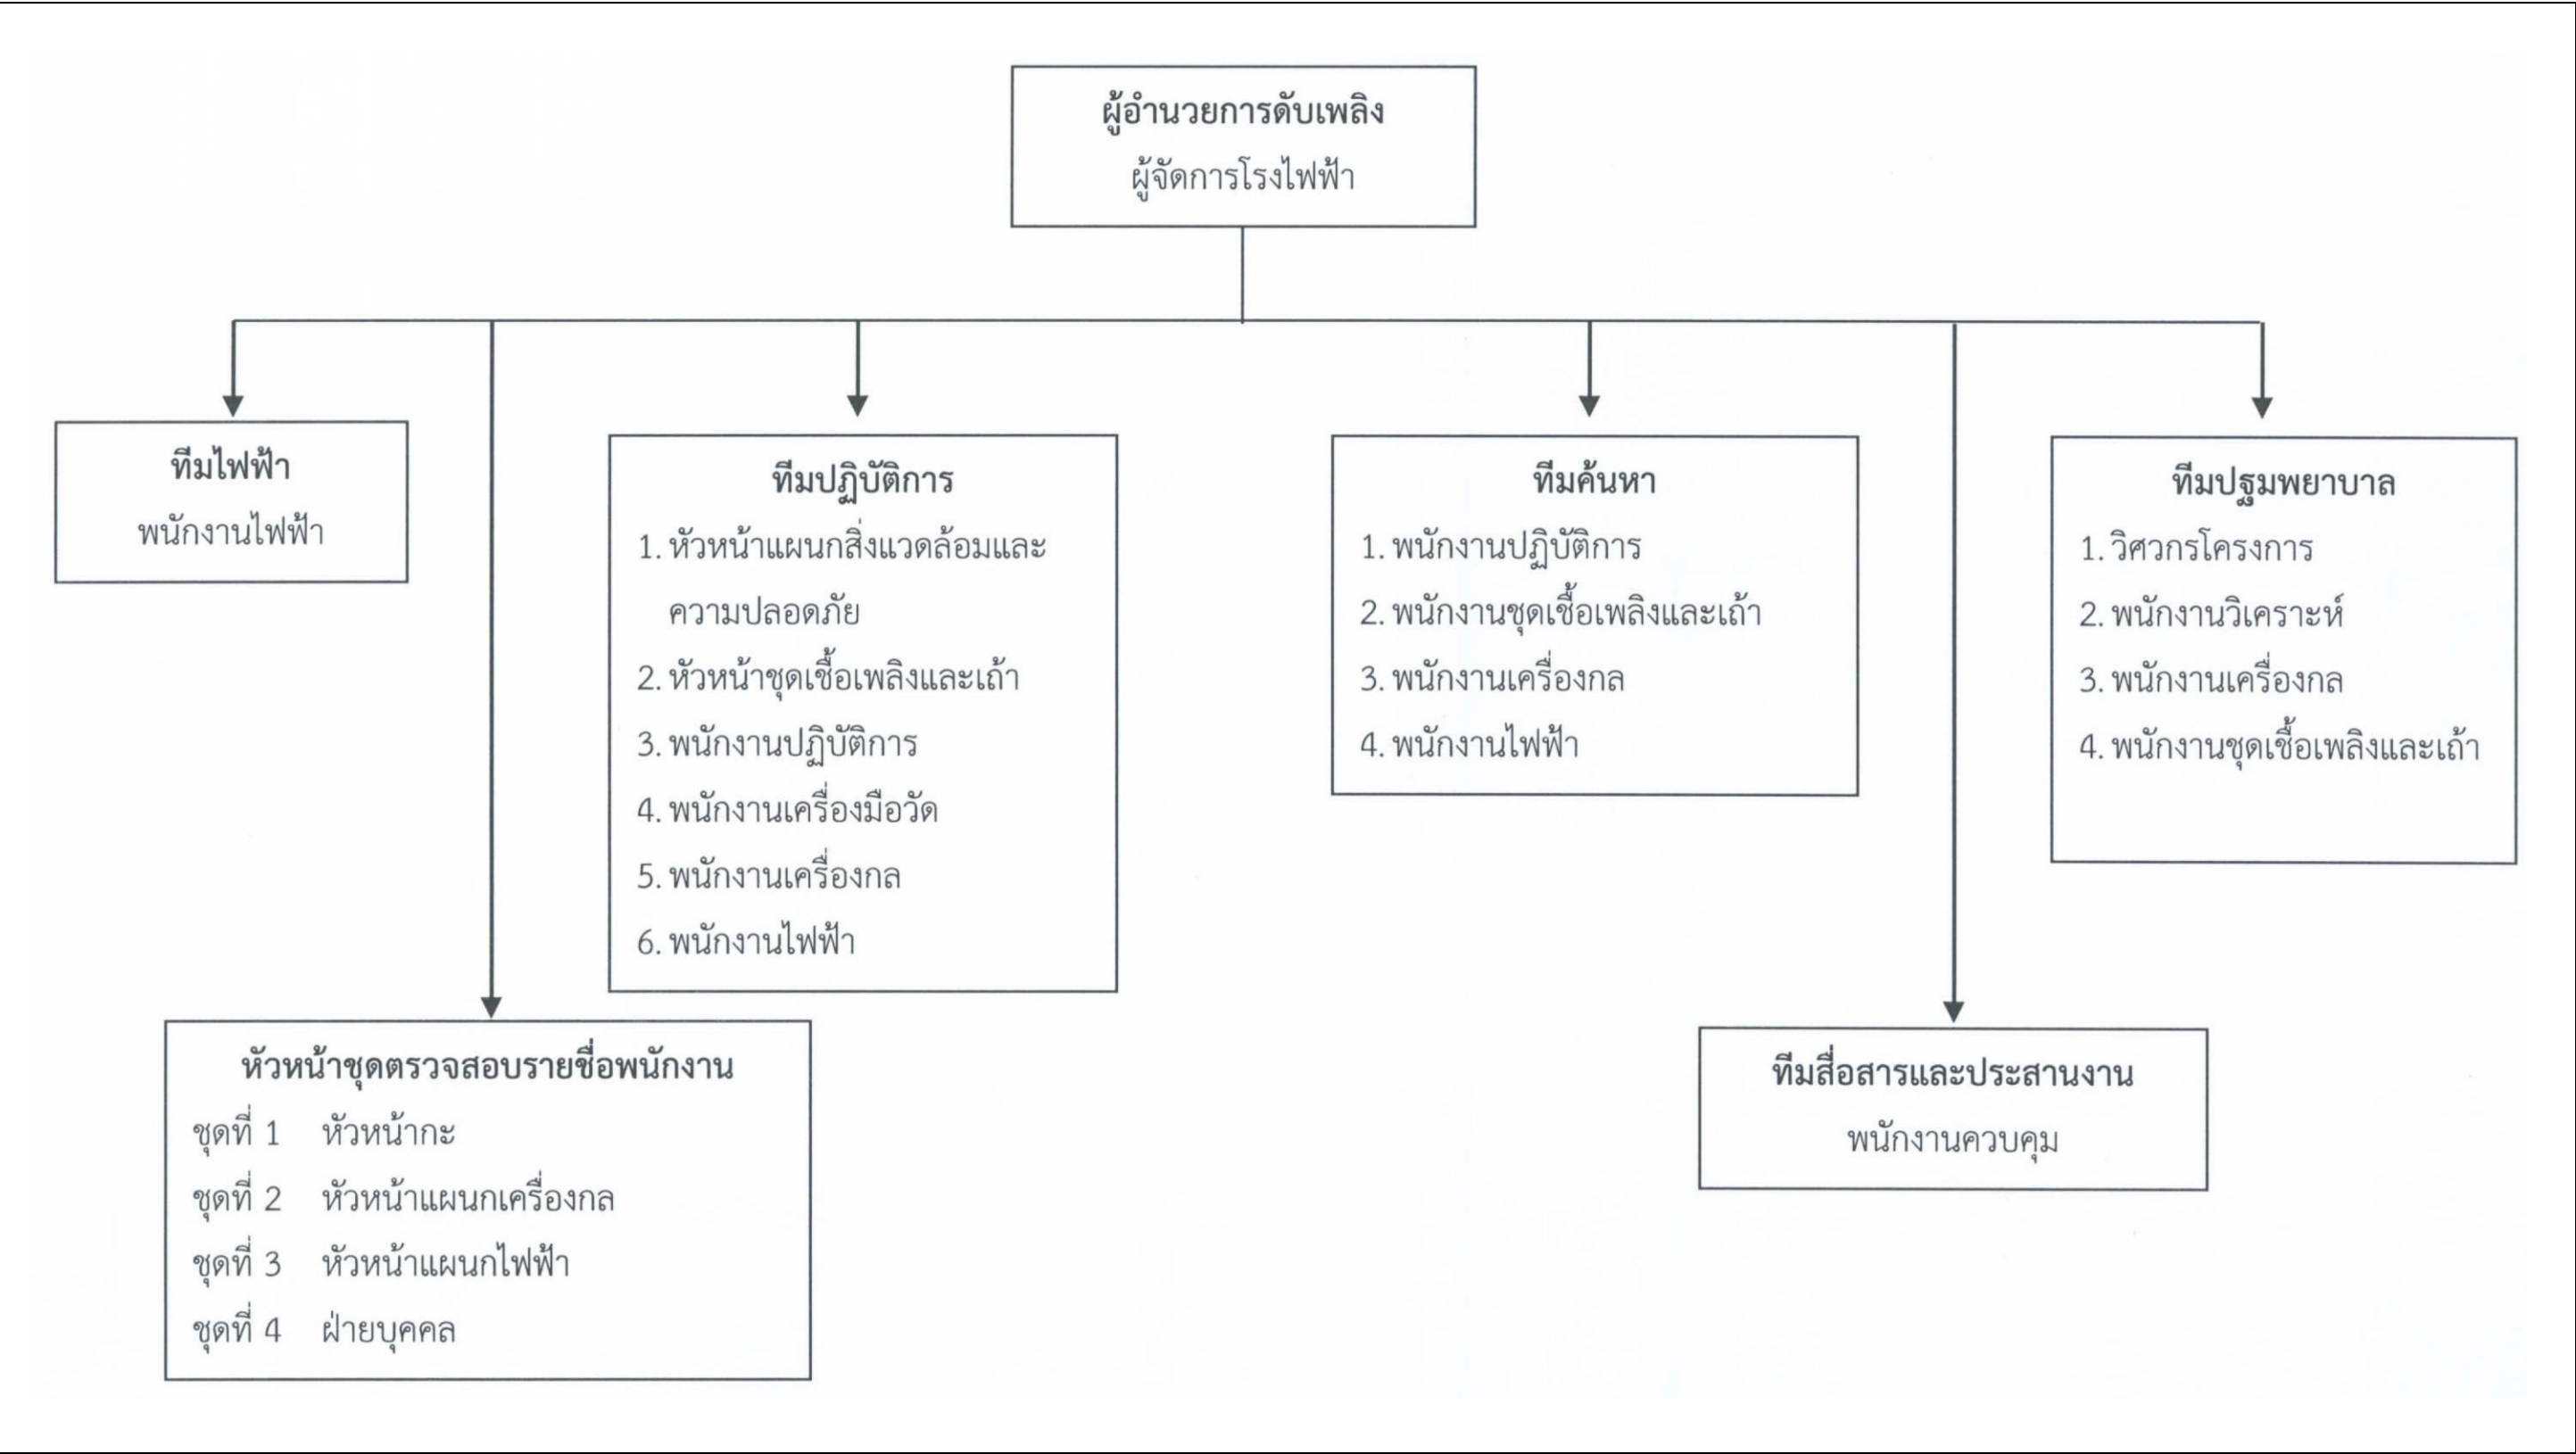 ผู้อำนวยการดับเพลิง
ผู้จัดการโรงไฟฟ้า
ทีมไฟฟ้า
พนักงานไฟฟ้า
ทีมปฏิบัติการ
1. หัวหน้าแผนกสิ่งแวดล้อมและ
ความปลอดภัย
2. หัวหน้าชุดเชื้อเพลิงและเถ้า
3. พนักงานปฏิบัติการ
4. พนักงานเครื่องมือวัด
5. พนักงานเครื่องกล
6. พนักงานไฟฟ้า
ทีมค้นหา
1. พนักงานปฏิบัติการ
2. พนักงานชุดเชื้อเพลิงและเถ้า
3. พนักงานเครื่องกล
4. พนักงานไฟฟ้า
ทีมปฐมพยาบาล
1. วิศวกรโครงการ
2. พนักงานวิเคราะห์
3. พนักงานเครื่องกล
4. พนักงานชุดเชื้อเพลิงและเถ้า
หัวหน้าชุดตรวจสอบรายชื่อพนักงาน
ชุดที่ 1 หัวหน้ากะ
ชุดที่ 2 หัวหน้าแผนกเครื่องกล
ชุดที่ 3 หัวหน้าแผนกไฟฟ้า
ชุดที่ 4 ฝ่ายบุคคล
ทีมสื่อสารและประสานงาน
พนักงานควบคุม